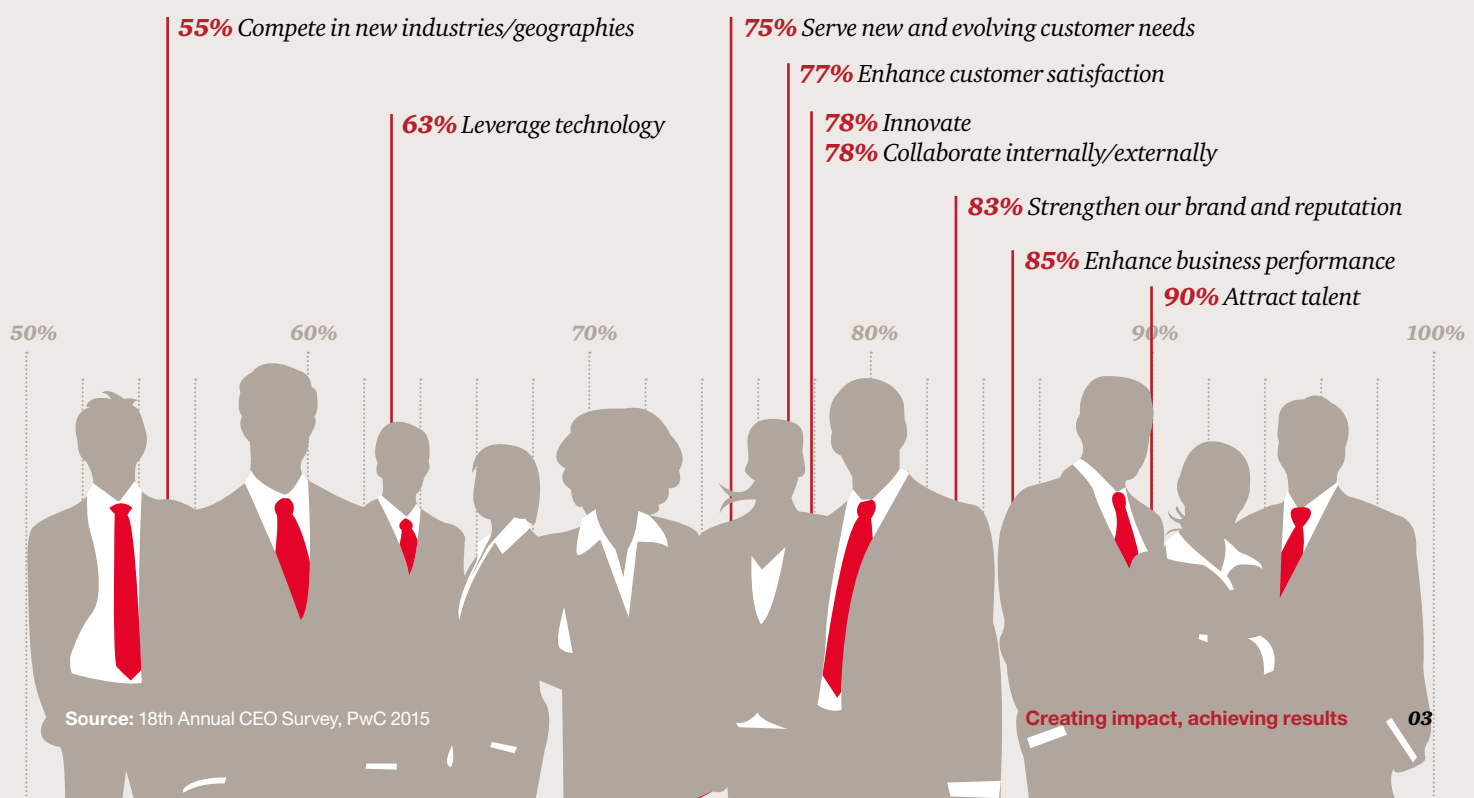 55% Compete in new industries/geographies
75% Serve new and evolving customer needs
77% Enhance customer satisfaction
63% Leverage technology
78% Innovate
78% Collaborate internally/externally
83% Strengthen our brand and reputation
85% Enhance business performance
90% Attract talent
50% 60% 70% 80% 90% 100%
Source: 18th Annual CEO Survey, PwC 2015
Creating impact, achieving results 03